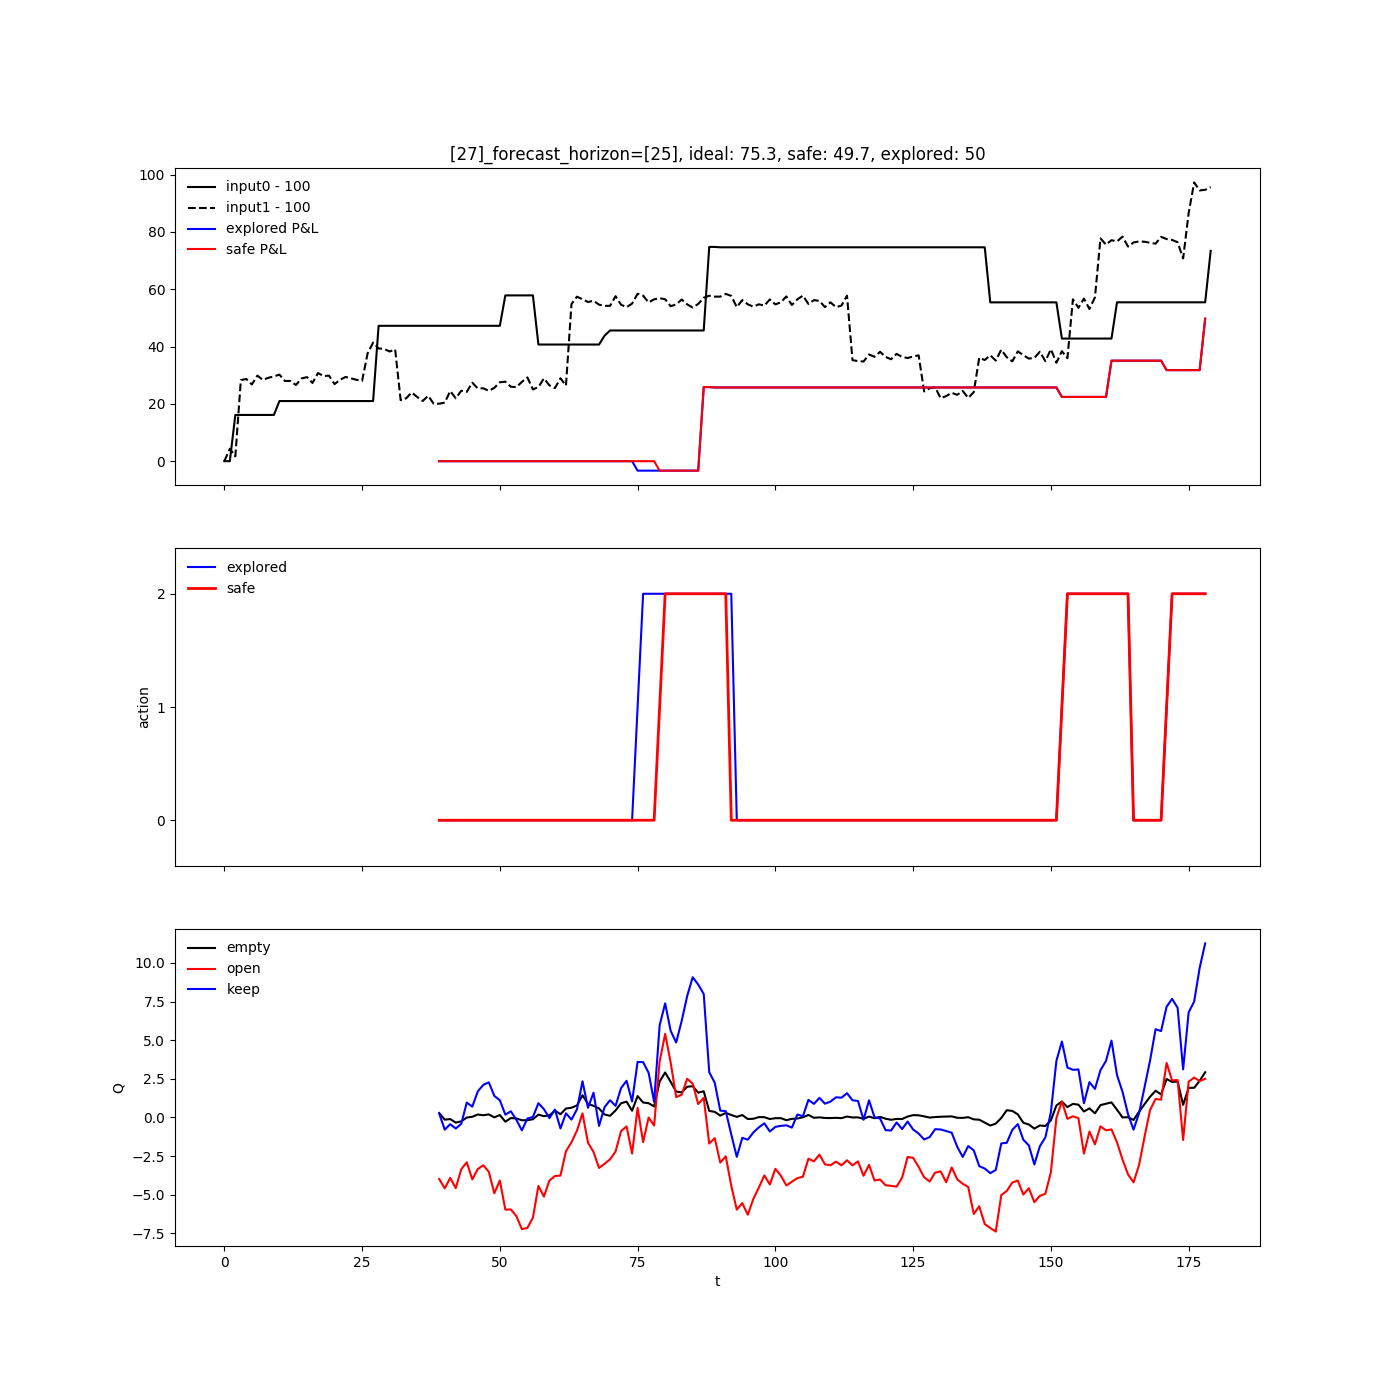 [27]_forecast_horizon=[25], ideal: 75.3, safe: 49.7, explored: 50
100
80
60
40
20
0
input0 - 100
input1 - 100
explored P&L
safe P&L
2
1
0
action
explored
safe
10.0
7.5
5.0
2.5
0.0
−2.5
−5.0
−7.5
Q
empty
open
keep
0 25 50 75 100 125 150 175
t